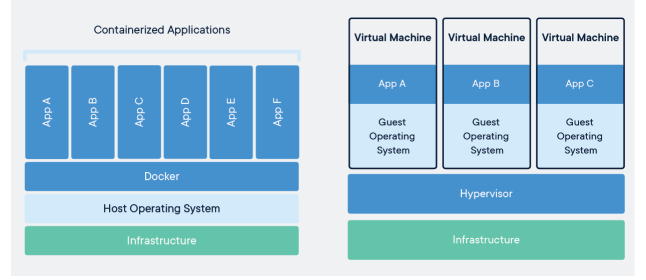 Containerized Applications
App A
App B
App C
App D
App E
App F
Docker
Host Operating System
Infrastructure
Virtual Machine
App A
Guest
Operating
System
Virtual Machine
App B
Guest
Operating
System
Virtual Machine
App C
Guest
Operating
System
Hypervisor
Infrastructure